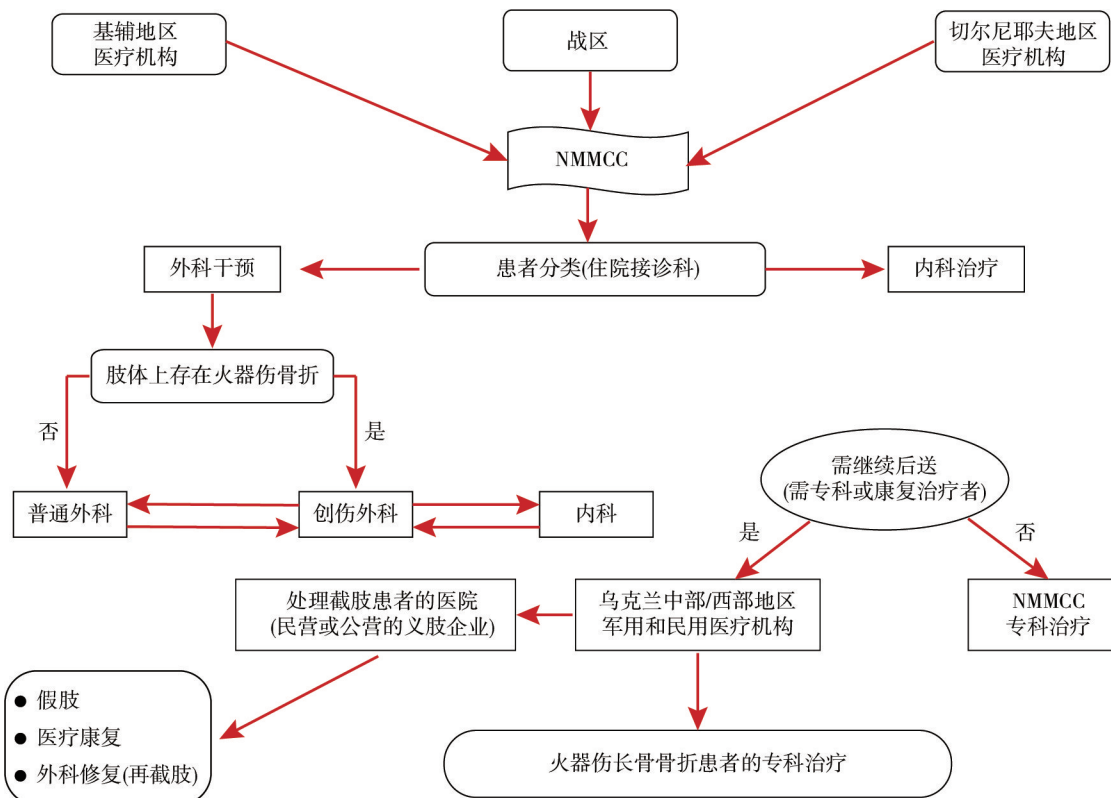 基辅地区
医疗机构
战区
切尔尼耶夫地区
医疗机构
NMMCC
外科干预
患者分类(住院接诊科)
内科治疗
肢体上存在火器伤骨折
否
是
普通外科
创伤外科
内科
需继续后送
(需专科或康复治疗者)
是
否
处理截肢患者的医院
(民营或公营的义肢企业)
乌克兰中部/西部地区
军用和民用医疗机构
NMMCC
专科治疗
● 假肢
● 医疗康复
● 外科修复(再截肢)
火器伤长骨骨折患者的专科治疗